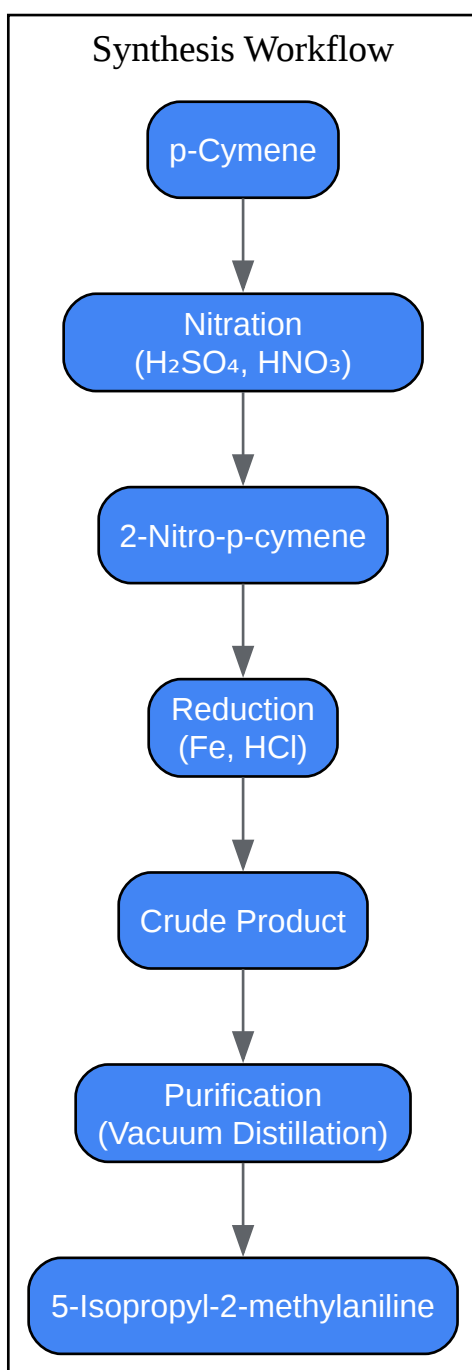 Synthesis Workflow
p-Cymene
Nitration
(H₂SO₄, HNO₃)
2-Nitro-p-cymene
Reduction
(Fe, HCl)
Crude Product
Purification
(Vacuum Distillation)
5-Isopropyl-2-methylaniline